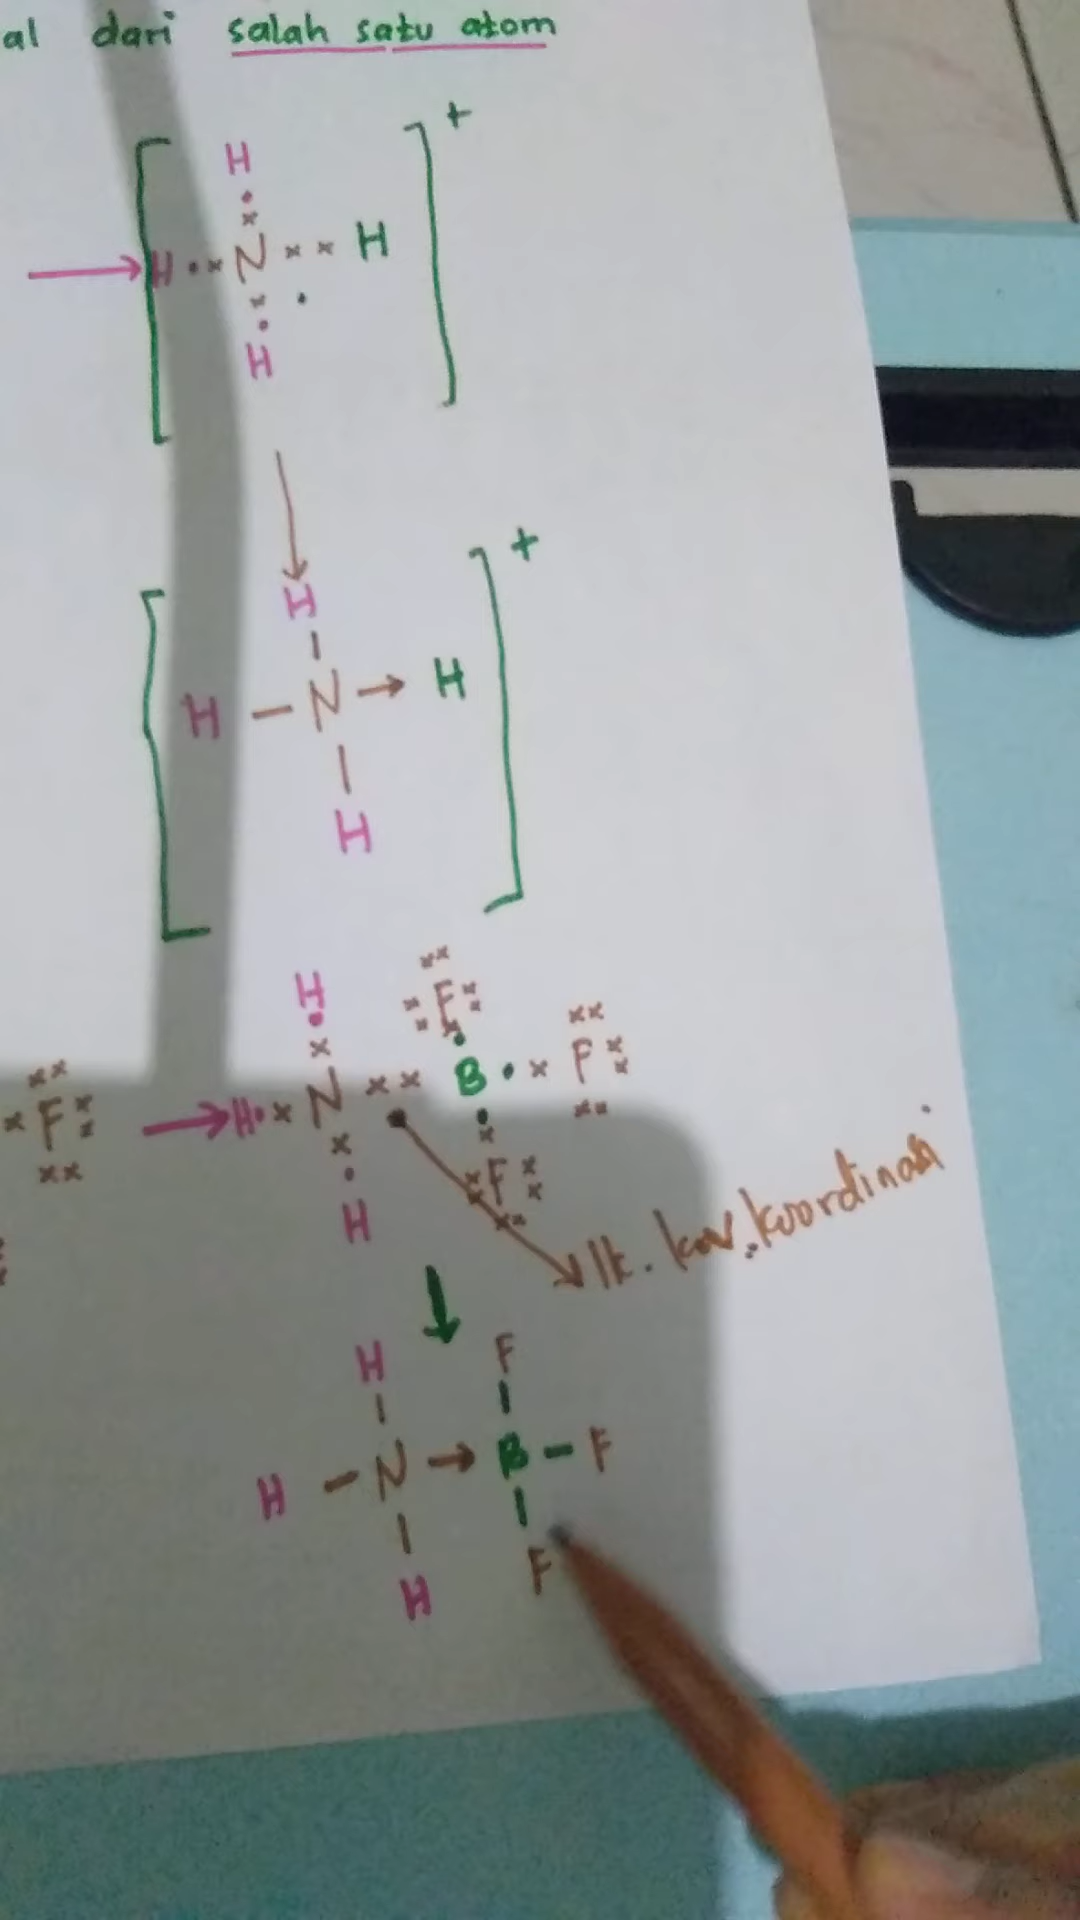 al dari salah satu atom
[ H
H •x N x x H ]+
x •
H
[ H
H – N → H ]+
|
H
H F
x F x → H • x N x x B • x F
H F
Ik. kov. koordinasi
H F
H – N → B – F
H F